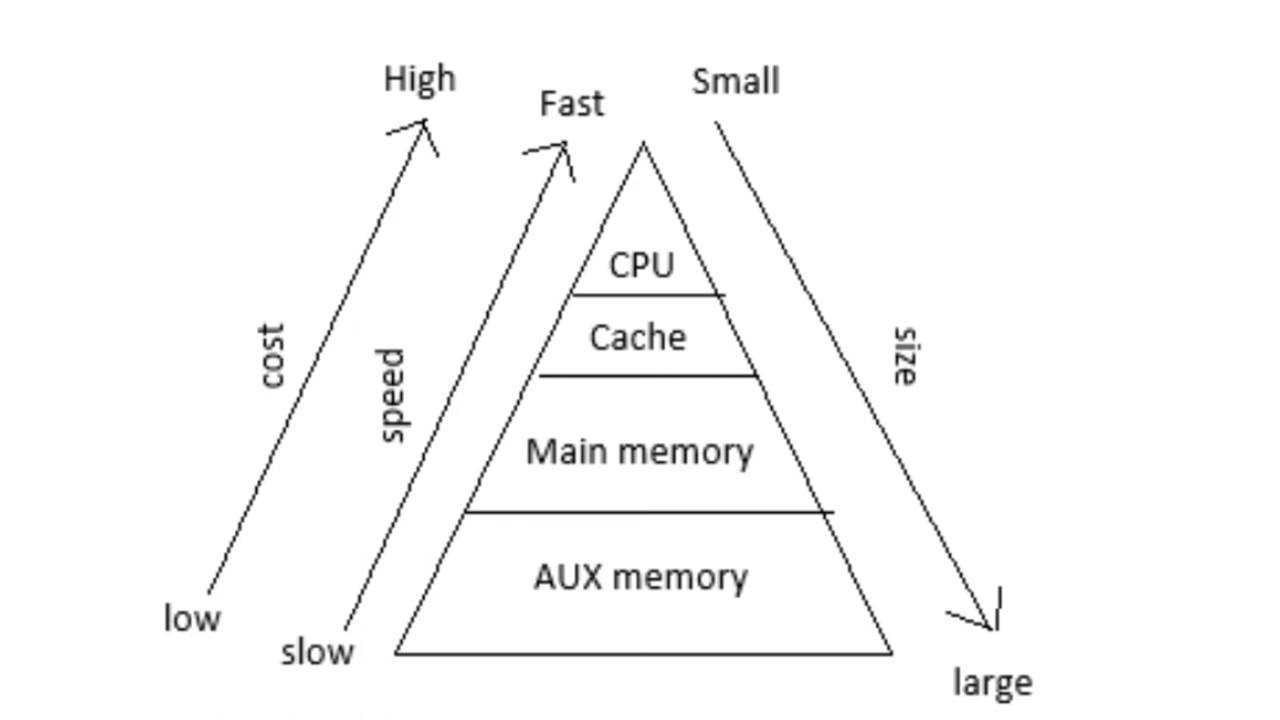 High
Fast
Small
CPU
Cache
cost
speed
size
Main memory
AUX memory
low
slow
large